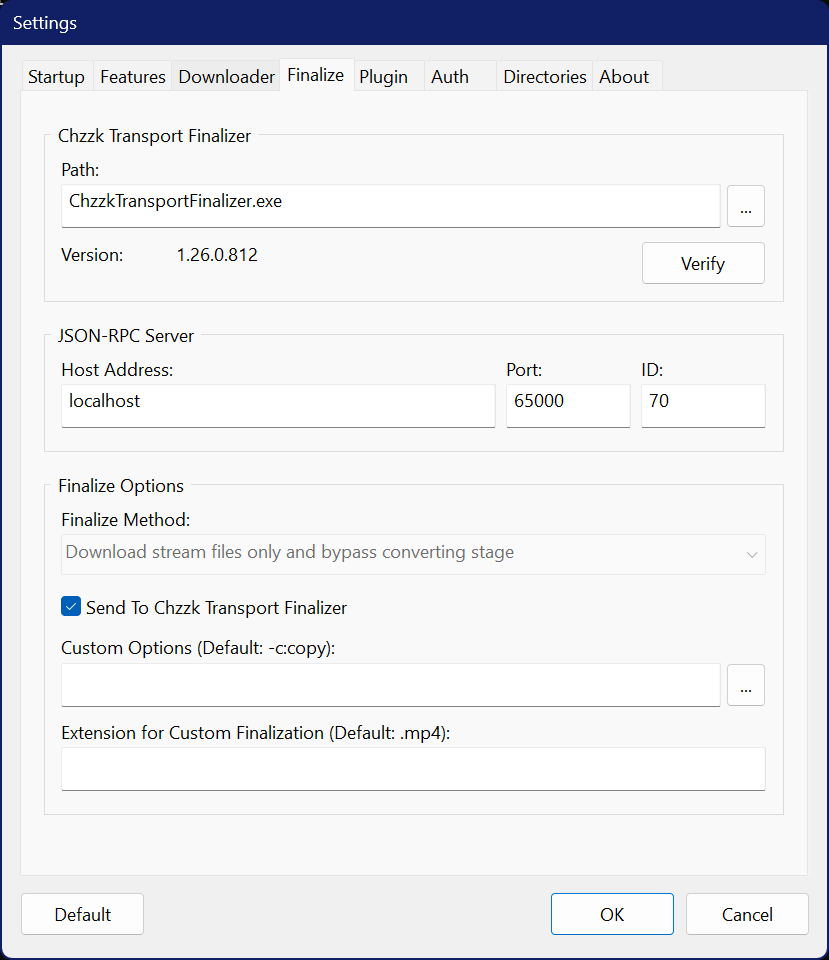 Settings
Startup Features Downloader Finalize Plugin Auth Directories About
Chzzk Transport Finalizer
Path:
ChzzkTransportFinalizer.exe ...
Version: 1.26.0.812
Verify
JSON-RPC Server
Host Address: Port: ID:
localhost 65000 70
Finalize Options
Finalize Method:
Download stream files only and bypass converting stage
Send To Chzzk Transport Finalizer
Custom Options (Default: -c:copy):
...
Extension for Custom Finalization (Default: .mp4):
Default OK Cancel